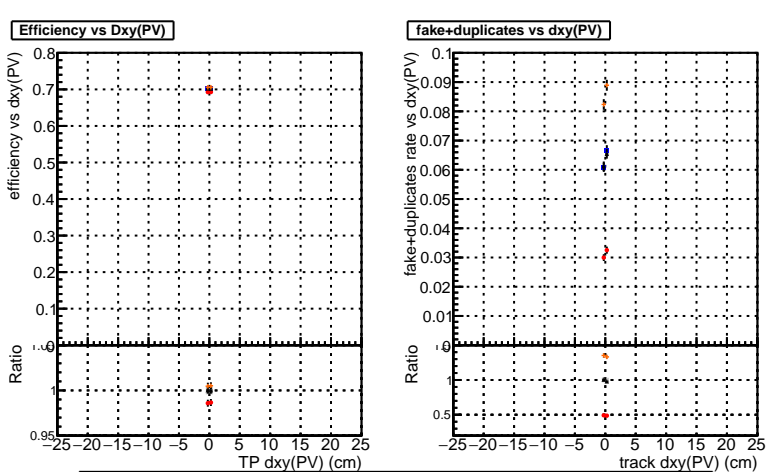 Efficiency vs Dxy(PV)
efficiency vs dxy(PV)
0.8
0.7
0.6
0.5
0.4
0.3
0.2
0.1
0
Ratio
1
0.95
−25 −20 −15 −10 −5 0 5 10 15 20 25
TP dxy(PV) (cm)
fake+duplicates vs dxy(PV)
fake+duplicates rate vs dxy(PV)
0.1
0.09
0.08
0.07
0.06
0.05
0.04
0.03
0.02
0.01
0
Ratio
1
0.5
−25 −20 −15 −10 −5 0 5 10 15 20 25
track dxy(PV) (cm)